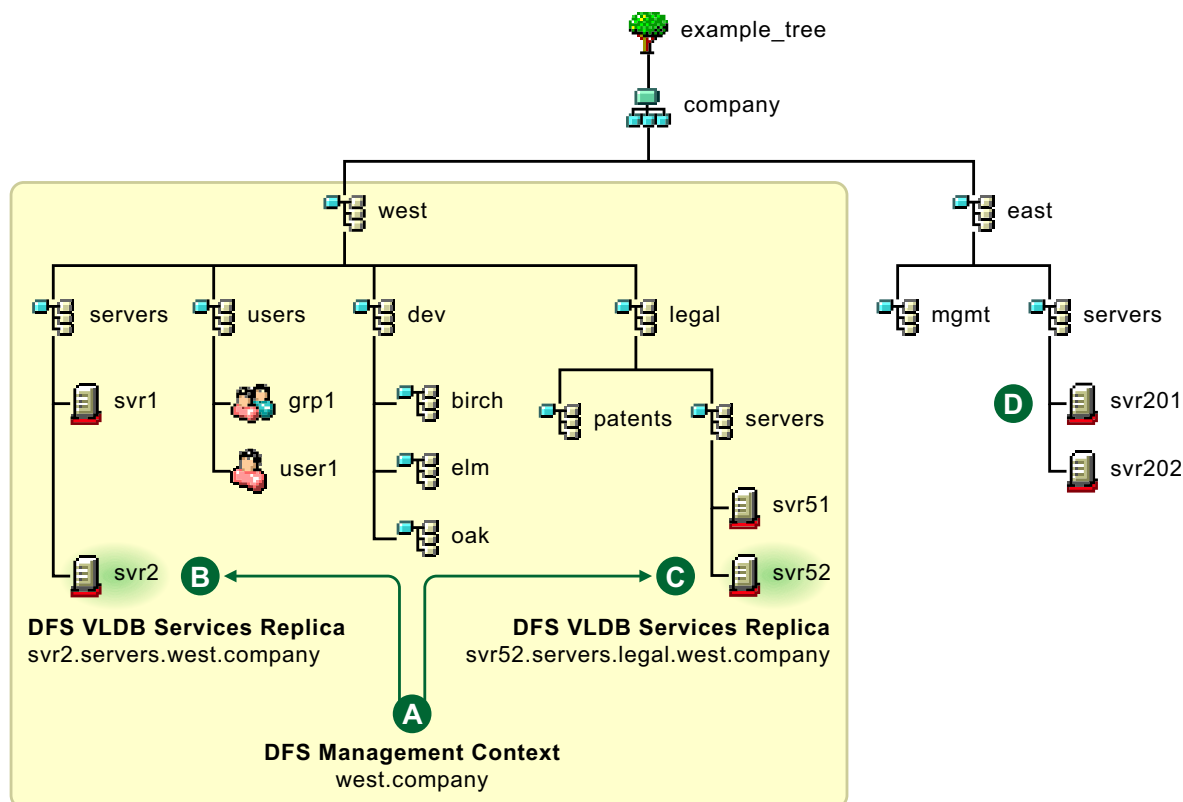 example_tree
company
west
east
servers
users
dev
legal
mgmt
servers
svr1
grp1
birch
patents
servers
D
svr201
user1
elm
svr202
svr51
oak
svr2
B
C
svr52
DFS VLDB Services Replica
svr2.servers.west.company
DFS VLDB Services Replica
svr52.servers.legal.west.company
A
DFS Management Context
west.company